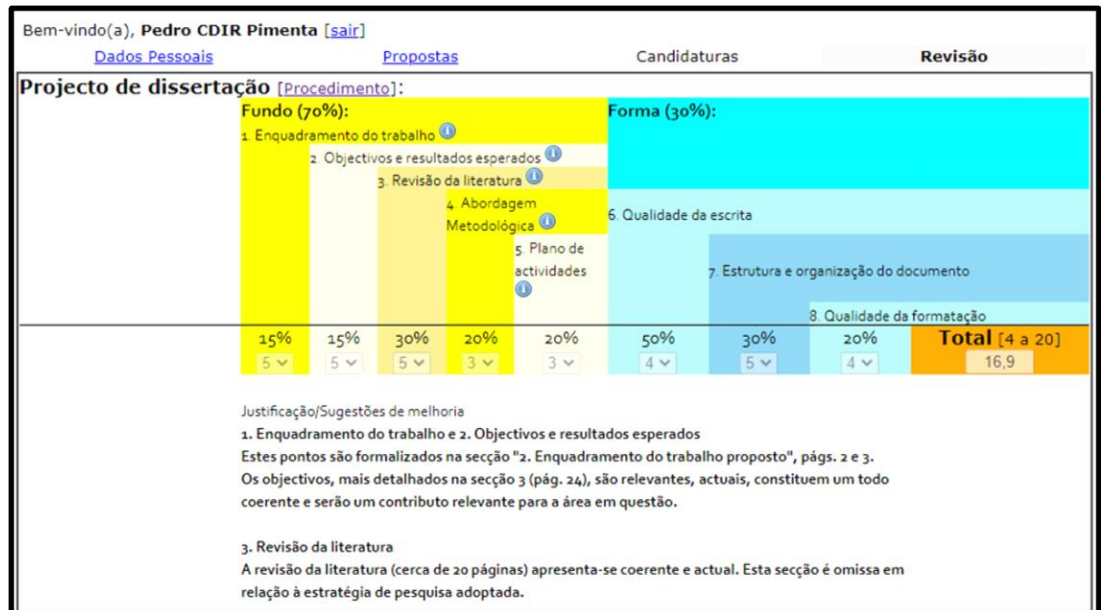 Bem-vindo(a), Pedro CDIR Pimenta [sair]
Dados Pessoais Propostas Candidaturas Revisão
Projecto de dissertação [Procedimento]:
Fundo (70%): Forma (30%):
1. Enquadramento do trabalho
2. Objectivos e resultados esperados
3. Revisão da literatura
4. Abordagem
Metodológica
6. Qualidade da escrita
5. Plano de
actividades
7. Estrutura e organização do documento
8. Qualidade da formatação
15% 15% 30% 20% 20% 50% 30% 20% Total [4 a 20]
5 5 5 3 3 4 5 4 16,9
Justificação/Sugestões de melhoria
1. Enquadramento do trabalho e 2. Objectivos e resultados esperados
Estes pontos são formalizados na secção "2. Enquadramento do trabalho proposto", págs. 2 e 3.
Os objectivos, mais detalhados na secção 3 (pág. 24), são relevantes, actuais, constituem um todo
coerente e serão um contributo relevante para a área em questão.
3. Revisão da literatura
A revisão da literatura (cerca de 20 páginas) apresenta-se coerente e actual. Esta secção é omissa em
relação à estratégia de pesquisa adoptada.